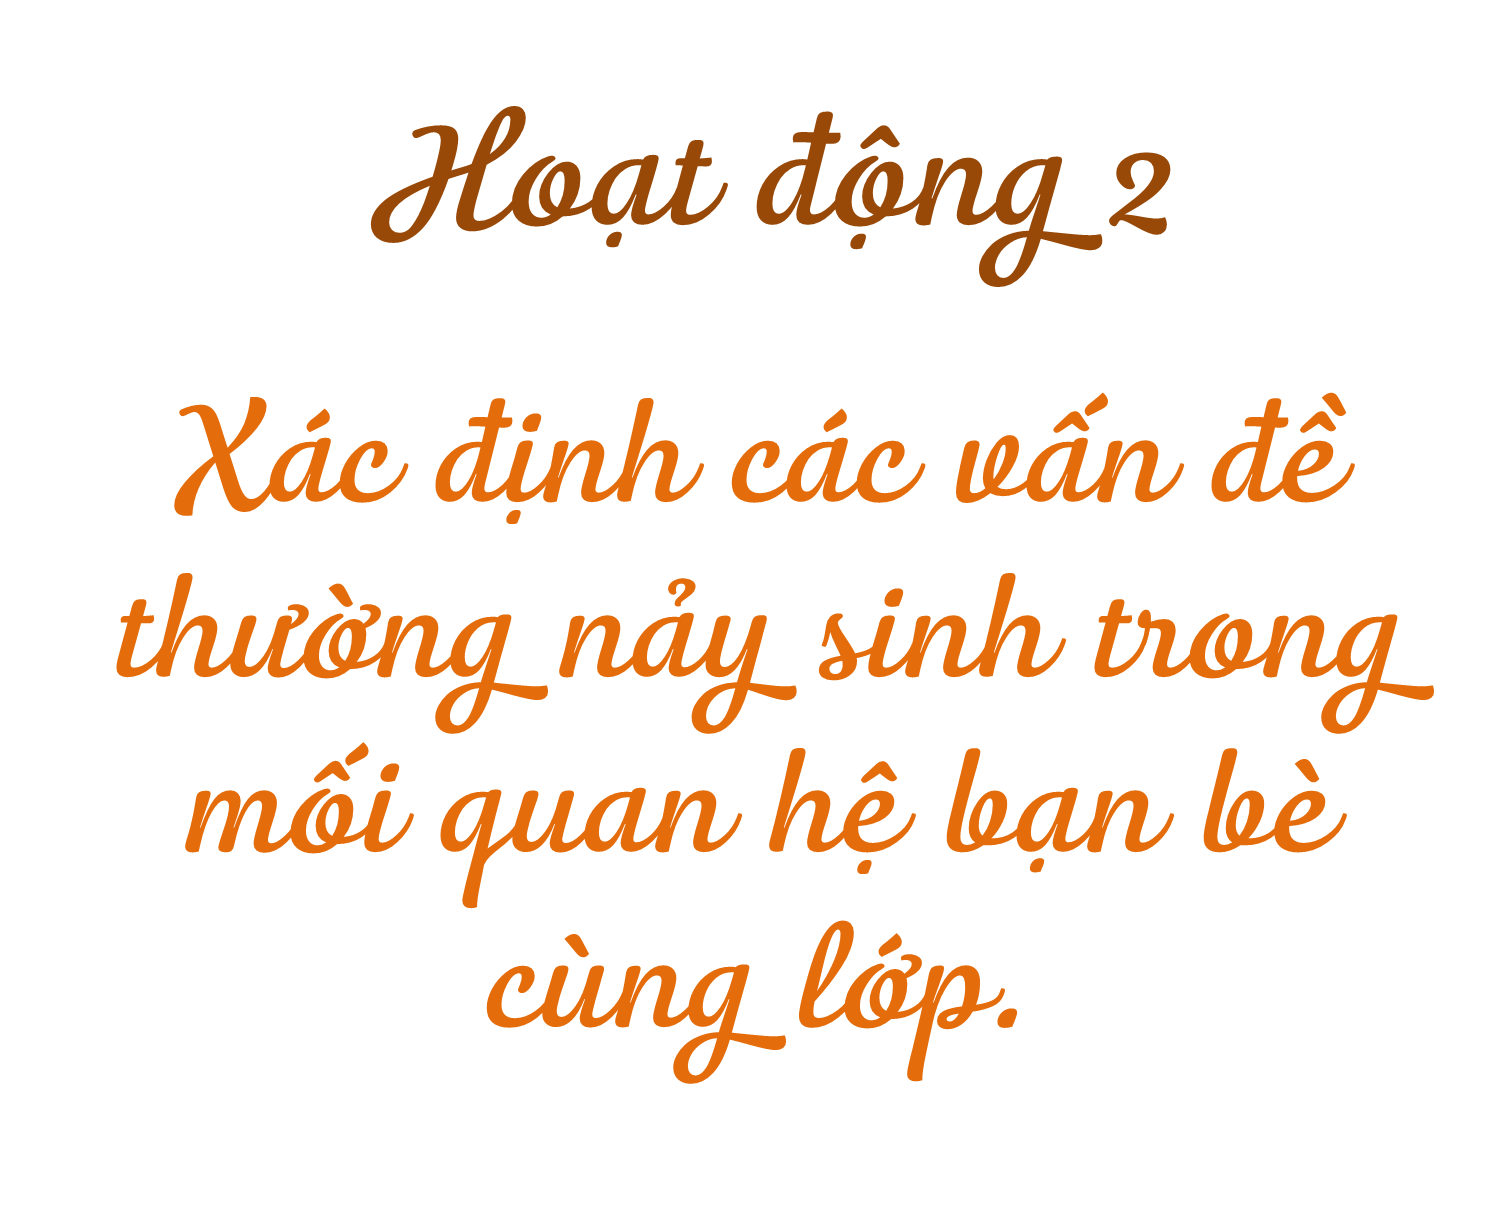 Hoạt động 2
Xác định các vấn đề
thường nảy sinh trong
mối quan hệ bạn bè
cùng lớp.